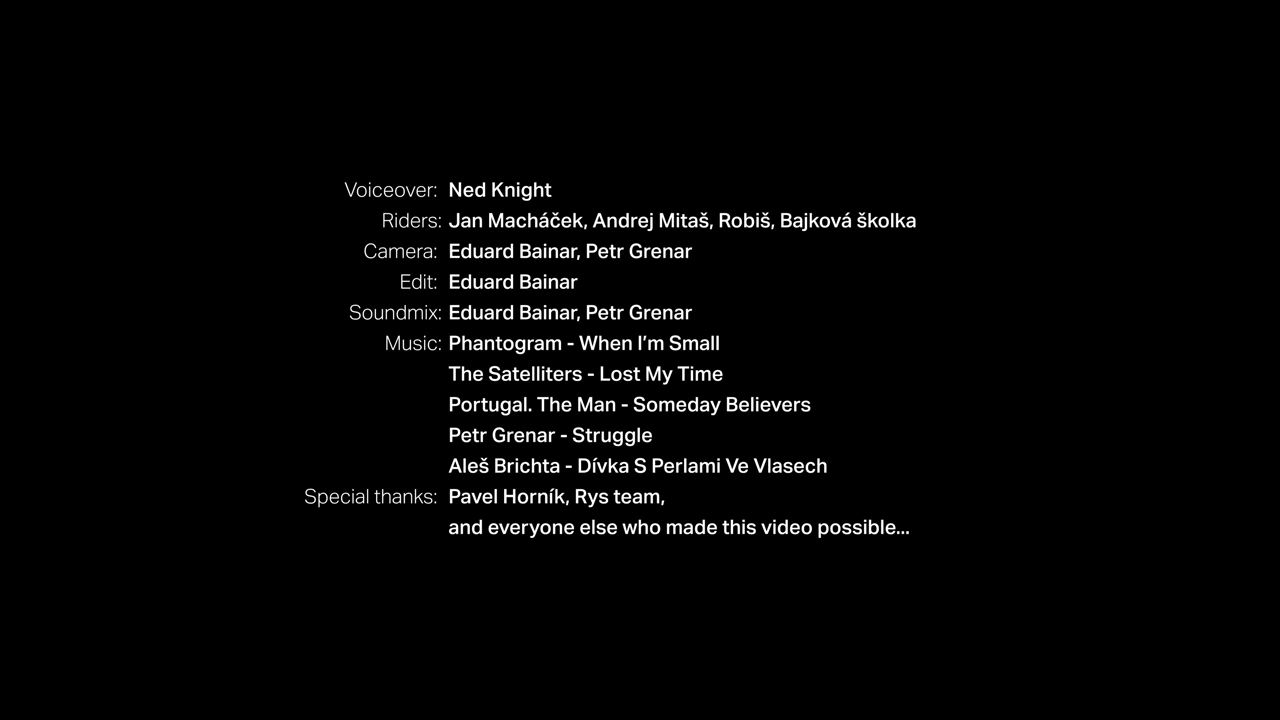 Voiceover: Ned Knight
Riders: Jan Macháček, Andrej Mitaš, Robiš, Bajková školka
Camera: Eduard Bainar, Petr Grenar
Edit: Eduard Bainar
Soundmix: Eduard Bainar, Petr Grenar
Music: Phantogram - When I’m Small
The Satelliters - Lost My Time
Portugal. The Man - Someday Believers
Petr Grenar - Struggle
Aleš Brichta - Dívka S Perlami Ve Vlasech
Special thanks: Pavel Horník, Rys team,
and everyone else who made this video possible...